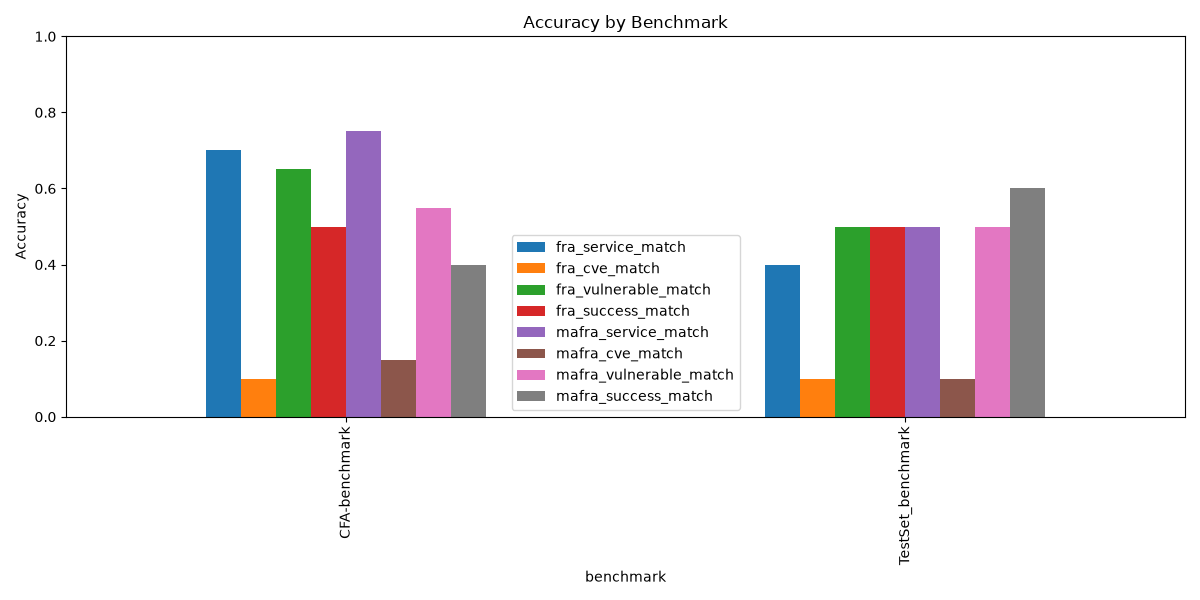 Accuracy by Benchmark
1.0
0.8
0.6
0.4
0.2
0.0
Accuracy
fra_service_match
fra_cve_match
fra_vulnerable_match
fra_success_match
mafra_service_match
mafra_cve_match
mafra_vulnerable_match
mafra_success_match
CFA-benchmark
TestSet_benchmark
benchmark